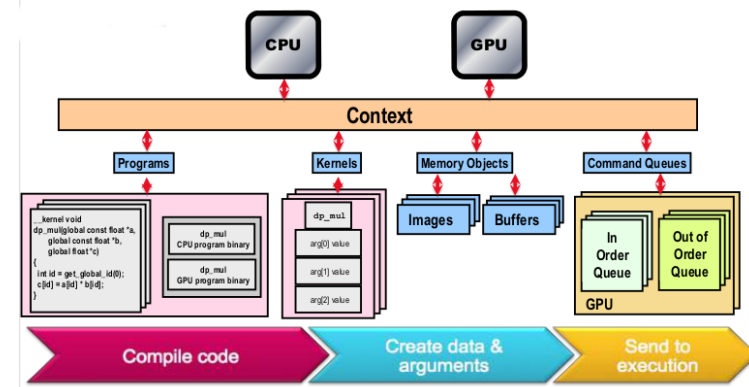 CPU
GPU
Context
Programs
Kernels
Memory Objects
Command Queues
__kernel void
dp_mul(global const float *a,
global const float *b,
global float *c)
{
int id = get_global_id(0);
c[id] = a[id] * b[id];
}
dp_mul
CPU program binary
dp_mul
GPU program binary
dp_mul
arg[0] value
arg[1] value
arg[2] value
Images
Buffers
In
Order
Queue
Out of
Order
Queue
GPU
Compile code
Create data &
arguments
Send to
execution